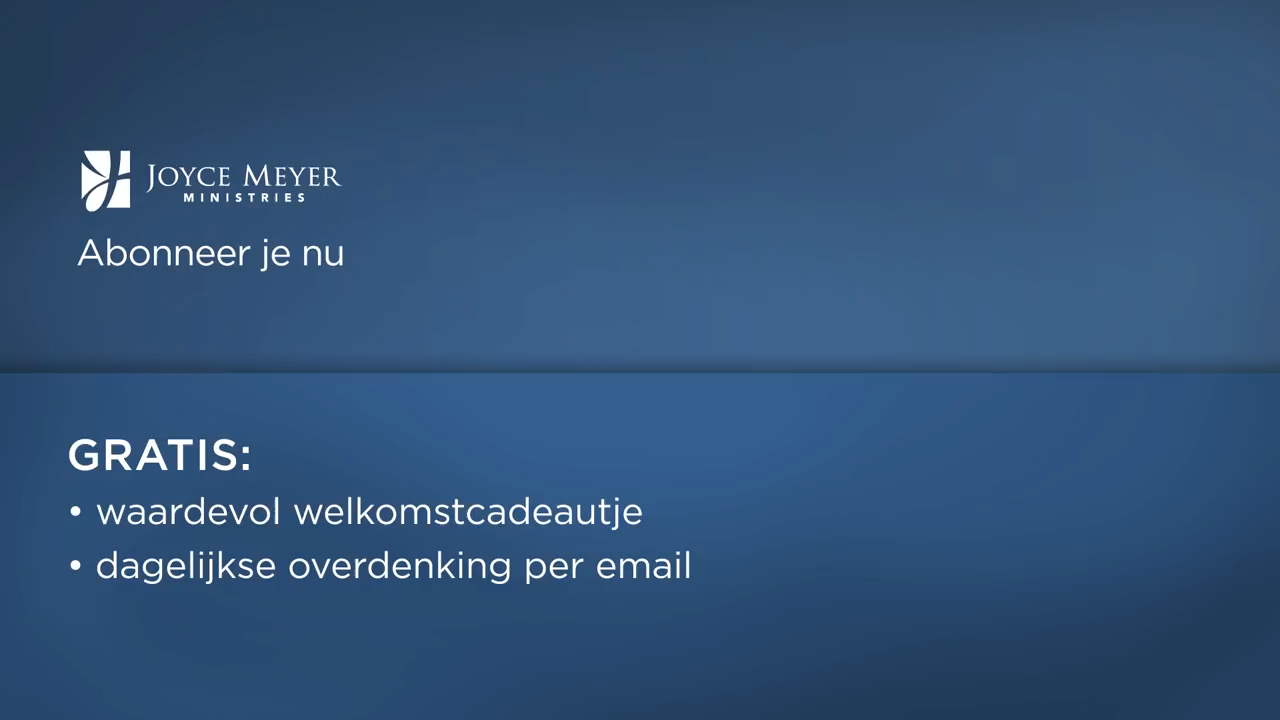 JOYCE MEYER
MINISTRIES
Abonneer je nu
GRATIS:
• waardevol welkomstcadeautje
• dagelijkse overdenking per email